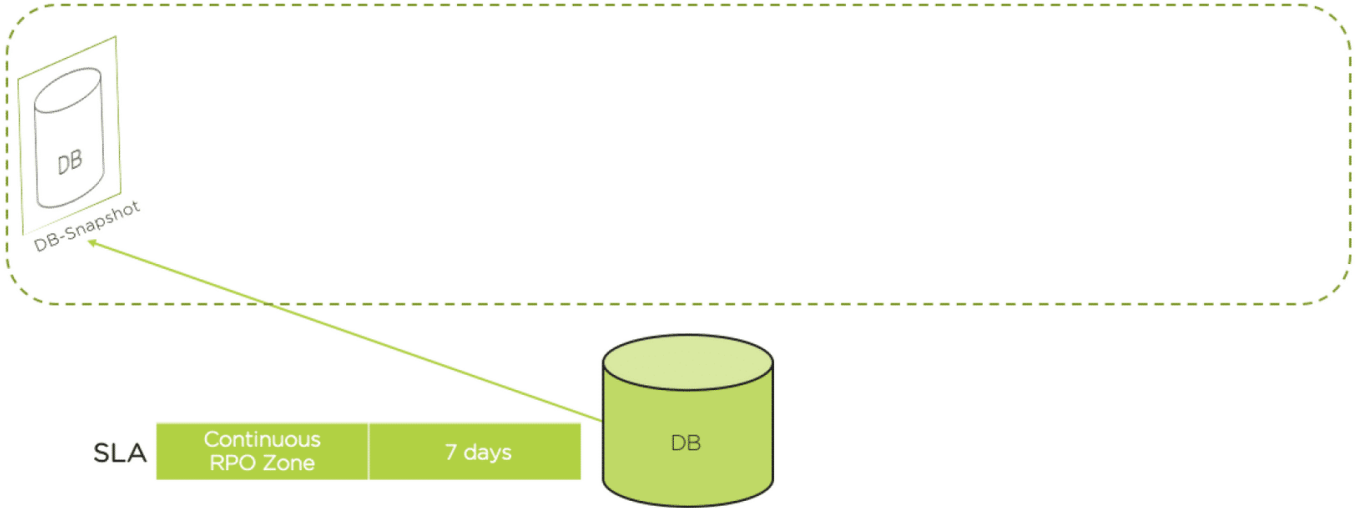 DB
DB-Snapshot
SLA
Continuous
RPO Zone
7 days
DB